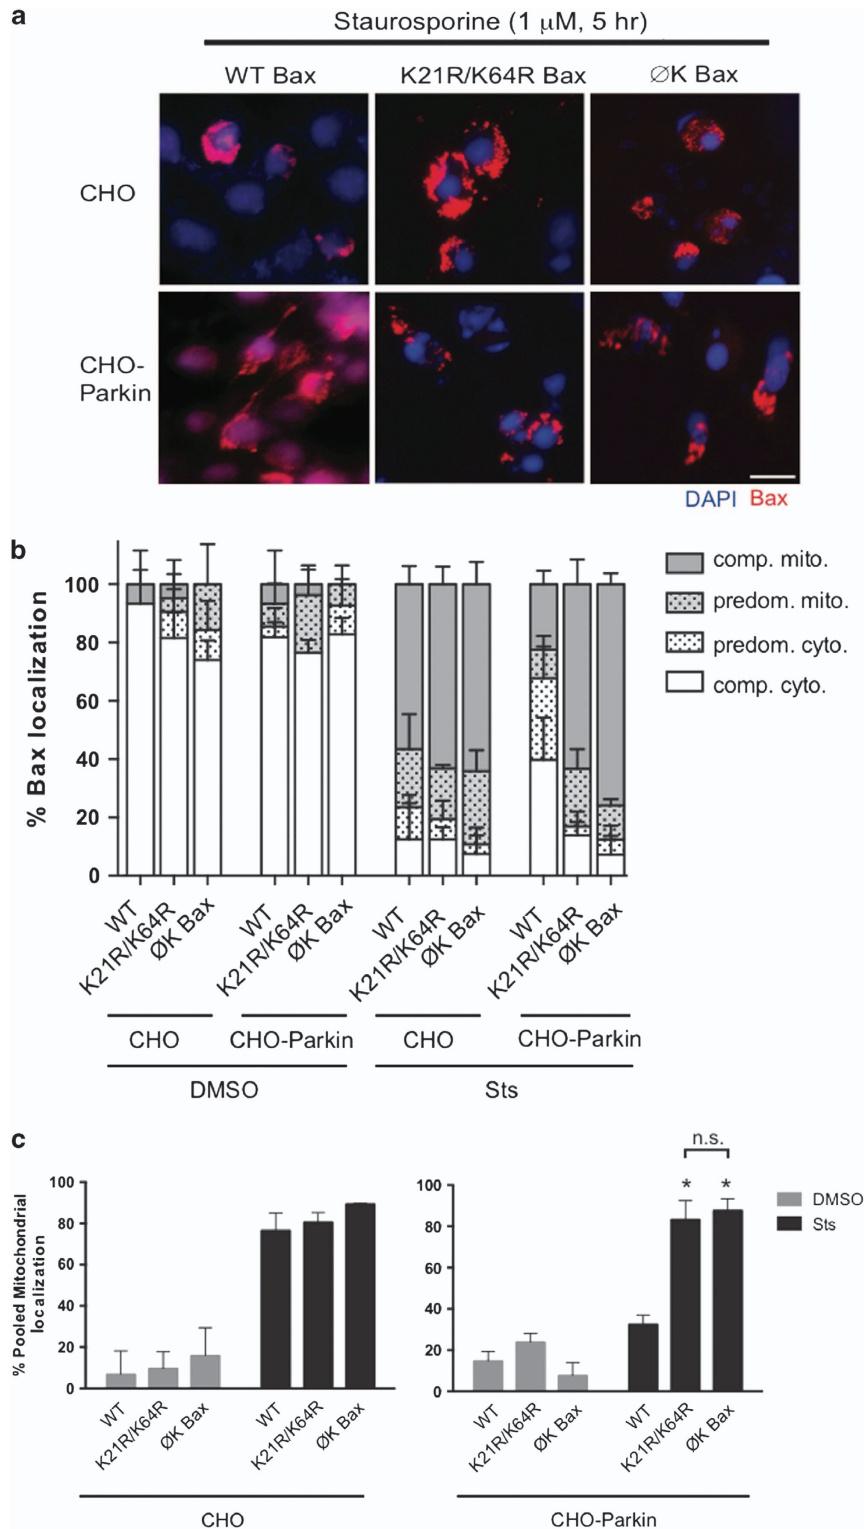 a
Staurosporine (1 μM, 5 hr)
WT Bax K21R/K64R Bax ØK Bax
CHO
CHO-
Parkin
DAPI Bax
b
% Bax localization
100
80
60
40
20
0
comp. mito.
predom. mito.
predom. cyto.
comp. cyto.
WT K21R/K64R ØK Bax WT K21R/K64R ØK Bax WT K21R/K64R ØK Bax WT K21R/K64R ØK Bax
CHO CHO-Parkin CHO CHO-Parkin
DMSO Sts
c
% Pooled Mitochondrial
localization
100
80
60
40
20
0
WT K21R/K64R ØK Bax WT K21R/K64R ØK Bax
CHO
n.s.
* *
100
80
60
40
20
0
DMSO
Sts
WT K21R/K64R ØK Bax WT K21R/K64R ØK Bax
CHO-Parkin